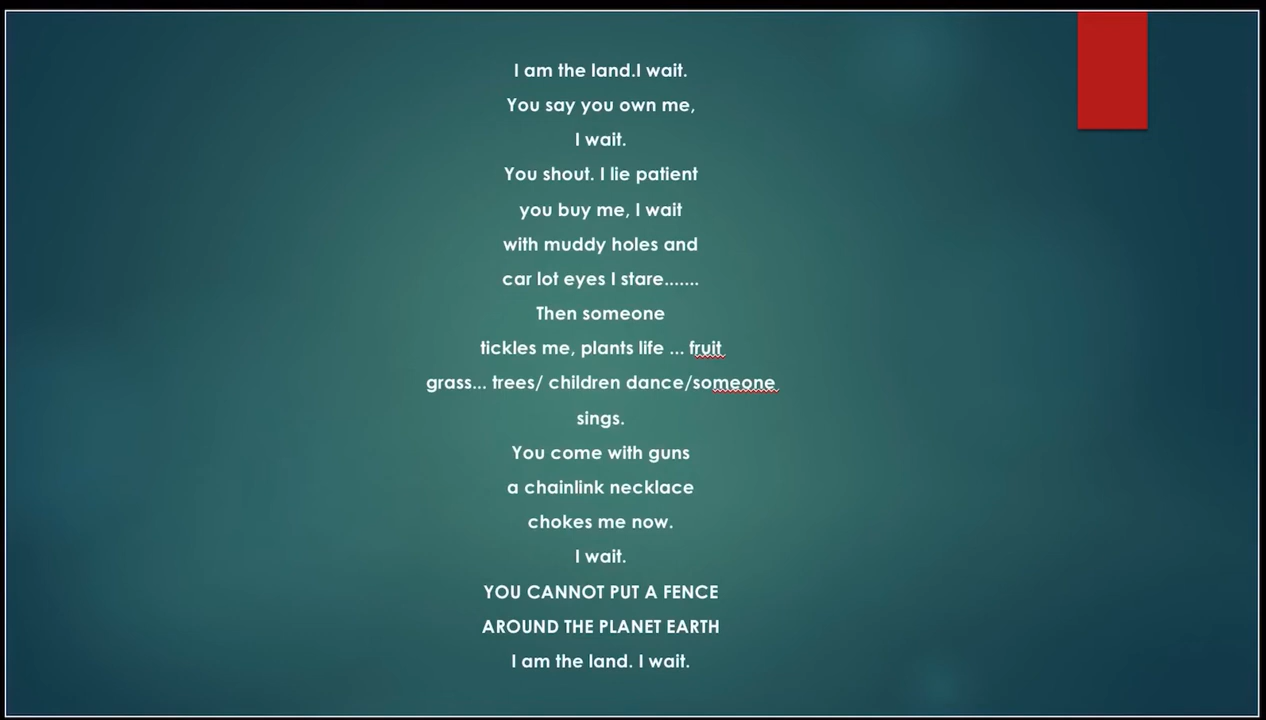 I am the land.I wait.
You say you own me,
I wait.
You shout. I lie patient
you buy me, I wait
with muddy holes and
car lot eyes I stare.......
Then someone
tickles me, plants life ... fruit
grass... trees/ children dance/someone
sings.
You come with guns
a chainlink necklace
chokes me now.
I wait.
YOU CANNOT PUT A FENCE
AROUND THE PLANET EARTH
I am the land. I wait.